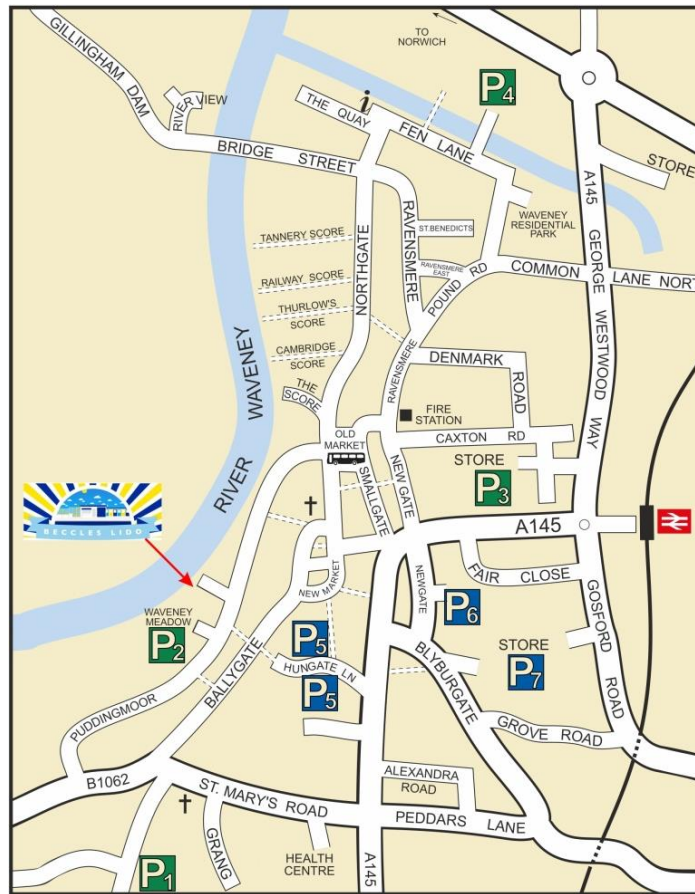 TO
NORWICH
GILLINGHAM DAM
RIVER VIEW
THE QUAY
i
P4
FEN LANE
BRIDGE STREET
STORE
A145 GEORGE WESTWOOD WAY
WAVENEY
RESIDENTIAL
PARK
ST.BENEDICTS
RAVENSMERE
TANNERY SCORE
NORTHGATE
RAVENSMERE
EAST
POUND RD
COMMON LANE NORT
RAILWAY SCORE
THURLOW'S
SCORE
CAMBRIDGE
SCORE
THE
SCORE
RAVENSMERE
DENMARK
ROAD
RIVER WAVENEY
FIRE
STATION
OLD
MARKET
CAXTON RD
STORE
P3
SMALLGATE
NEW GATE
BECCLES LIDO
A145
FAIR CLOSE
NEWGATE
NEW MARKET
WAVENEY
MEADOW
P2
P5
P6
GOSFORD
ROAD
HUNGATE LN
P5
STORE
P7
BALLYGATE
BLYBURGATE
PUDDINGMOOR
GROVE ROAD
B1062
ALEXANDRA
ROAD
ST. MARY'S ROAD
PEDDARS LANE
GRANG
HEALTH
CENTRE
A145
P1